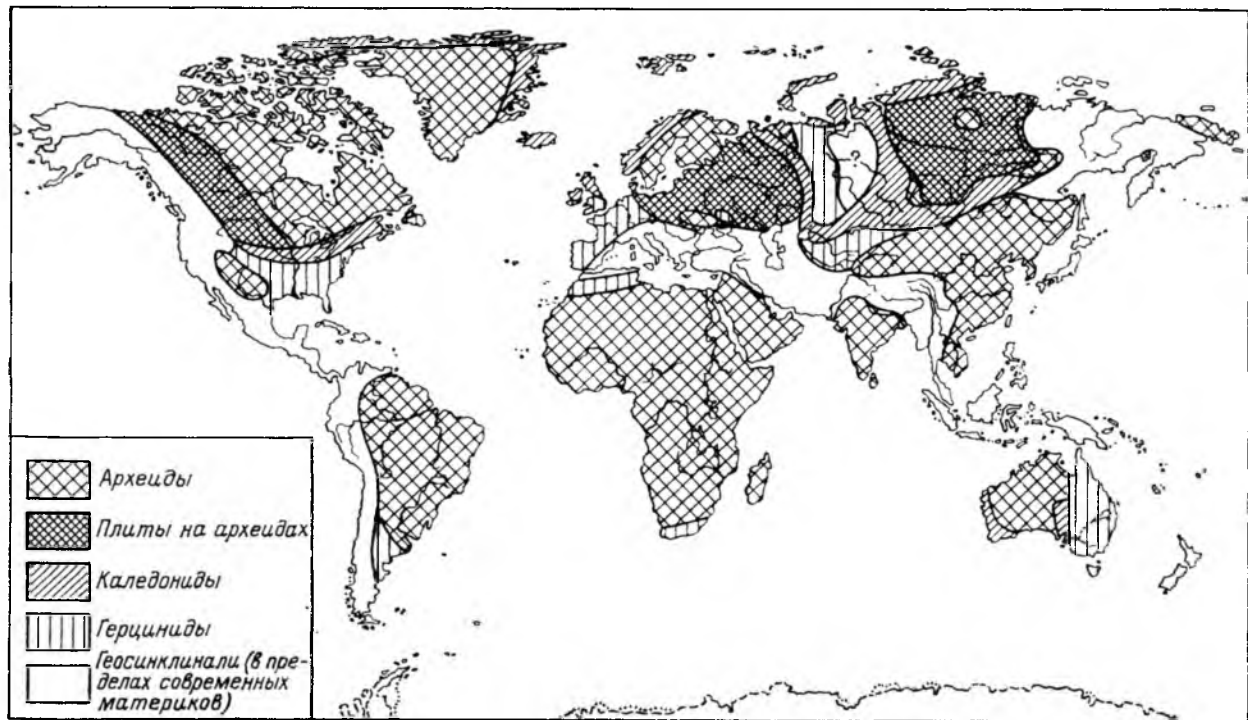 ?
Археиды
Плиты на археидах
Каледониды
Герциниды
Геосинклинали (в пре-
делах современных
материков)